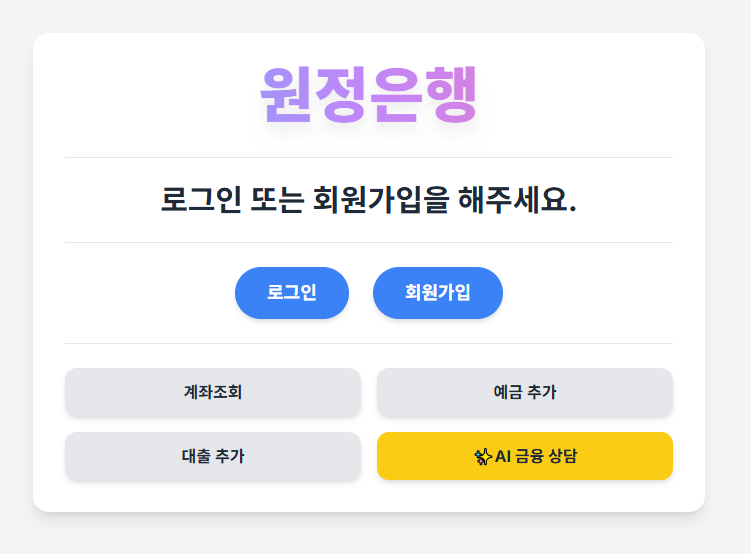 원정은행
로그인 또는 회원가입을 해주세요.
로그인 회원가입
계좌조회 예금 추가
대출 추가 ✨AI 금융 상담